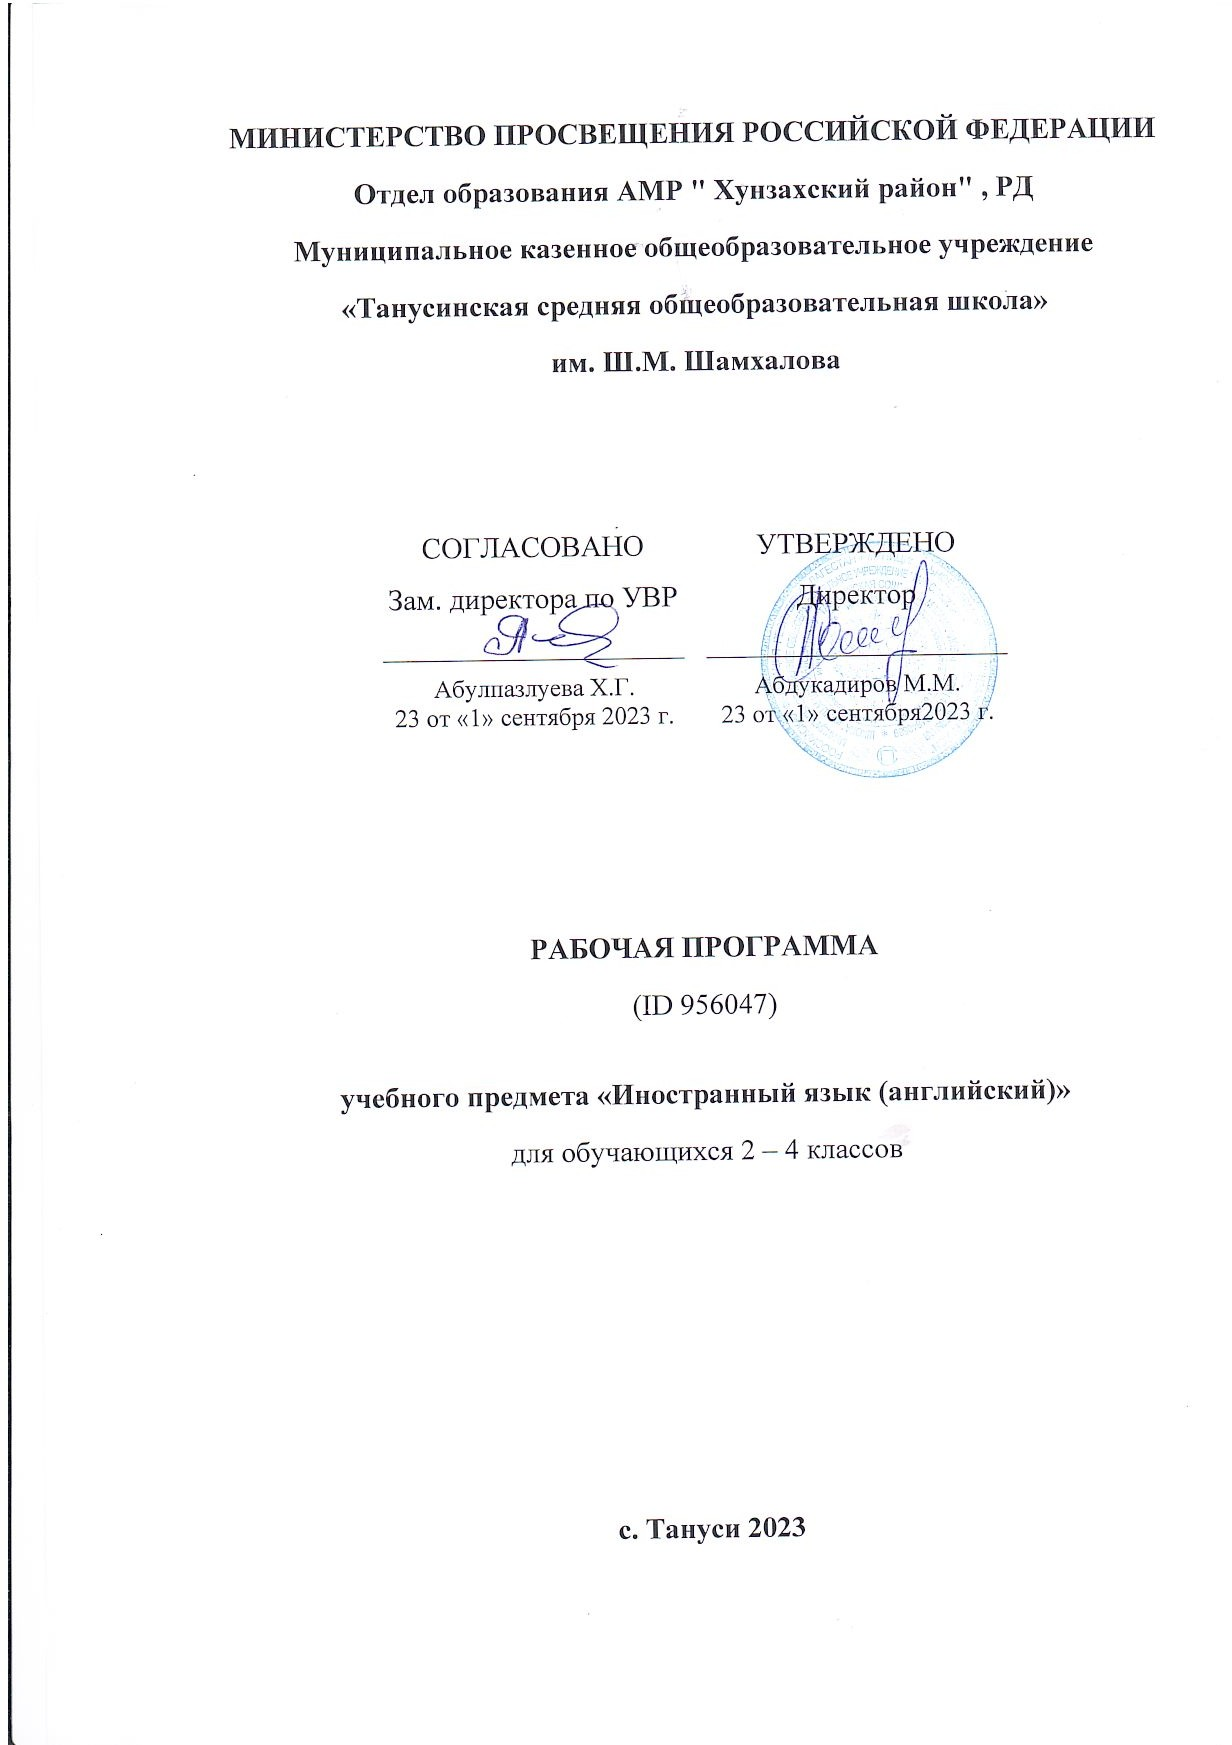 МИНИСТЕРСТВО ПРОСВЕЩЕНИЯ РОССИЙСКОЙ ФЕДЕРАЦИИ
Отдел образования АМР " Хунзахский район" , РД
Муниципальное казенное общеобразовательное учреждение
«Танусинская средняя общеобразовательная школа»
им. Ш.М. Шамхалова
СОГЛАСОВАНО
Зам. директора по УВР
Абулпазлуева Х.Г.
23 от «1» сентября 2023 г.
УТВЕРЖДЕНО
Директор
Абдукадиров М.М.
23 от «1» сентября2023 г.
РАБОЧАЯ ПРОГРАММА
(ID 956047)
учебного предмета «Иностранный язык (английский)»
для обучающихся 2 – 4 классов
с. Тануси 2023